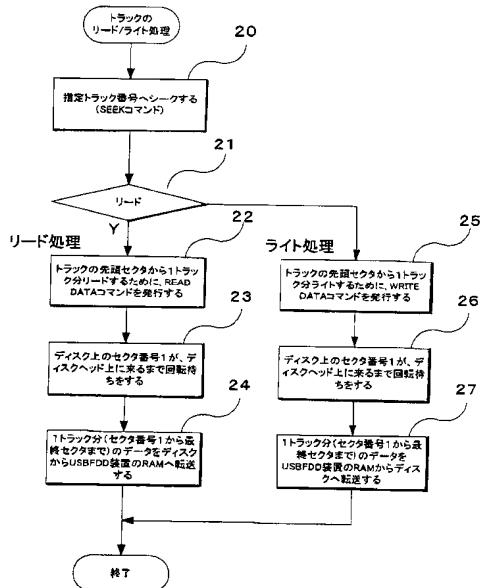 トラックの
リード/ライト処理
20
指定トラック番号へシークする
(SEEKコマンド)
21
リード
Y
リード処理
22
トラックの先頭セクタから1トラッ
ク分リードするために、READ
DATAコマンドを発行する
23
ディスク上のセクタ番号1が、デ
ィスクヘッド上に来るまで回転待
ちをする
24
1トラック分(セクタ番号1から最
終セクタまで)のデータをディスク
からUSBFDD装置のRAMへ転送
する
ライト処理
25
トラックの先頭セクタから1トラッ
ク分ライトするために、WRITE
DATAコマンドを発行する
26
ディスク上のセクタ番号1が、デ
ィスクヘッド上に来るまで回転待
ちをする
27
1トラック分(セクタ番号1から最
終セクタまで)のデータを
USBFDD装置のRAMからディス
クへ転送する
終了